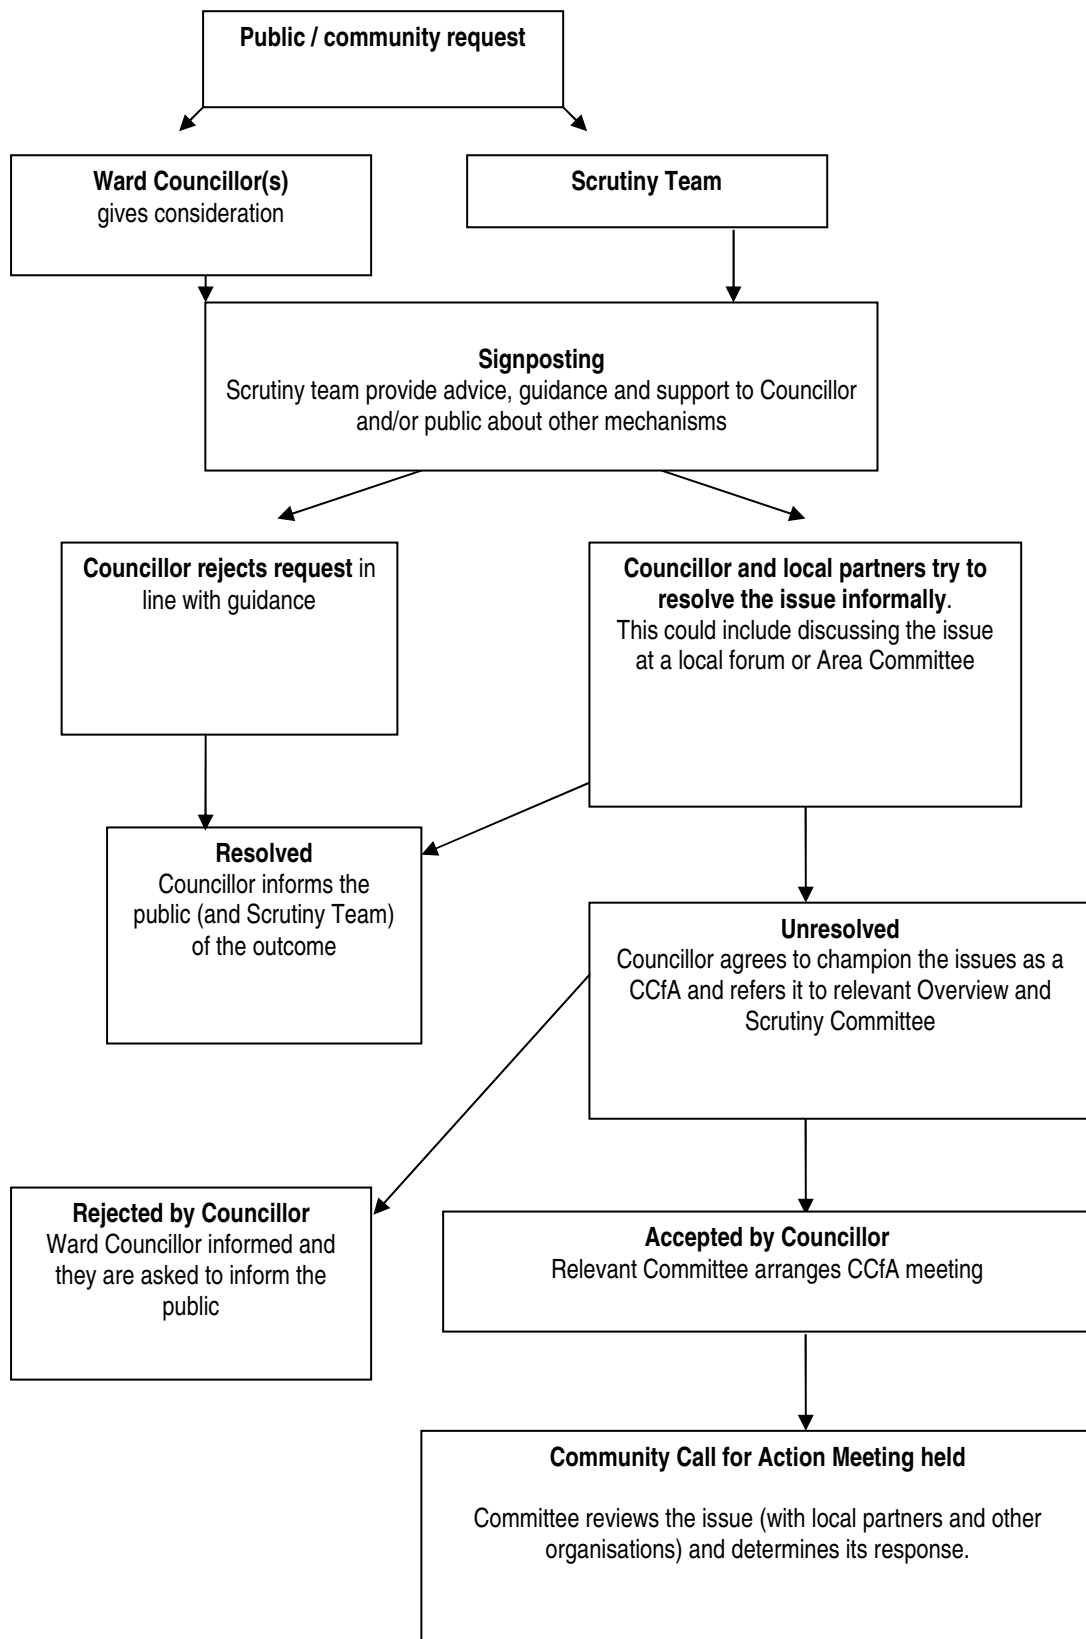 Public / community request
Ward Councillor(s)
gives consideration
Scrutiny Team
Signposting
Scrutiny team provide advice, guidance and support to Councillor
and/or public about other mechanisms
Councillor rejects request in
line with guidance
Councillor and local partners try to
resolve the issue informally.
This could include discussing the issue
at a local forum or Area Committee
Resolved
Councillor informs the
public (and Scrutiny Team)
of the outcome
Unresolved
Councillor agrees to champion the issues as a
CCfA and refers it to relevant Overview and
Scrutiny Committee
Rejected by Councillor
Ward Councillor informed and
they are asked to inform the
public
Accepted by Councillor
Relevant Committee arranges CCfA meeting
Community Call for Action Meeting held
Committee reviews the issue (with local partners and other
organisations) and determines its response.